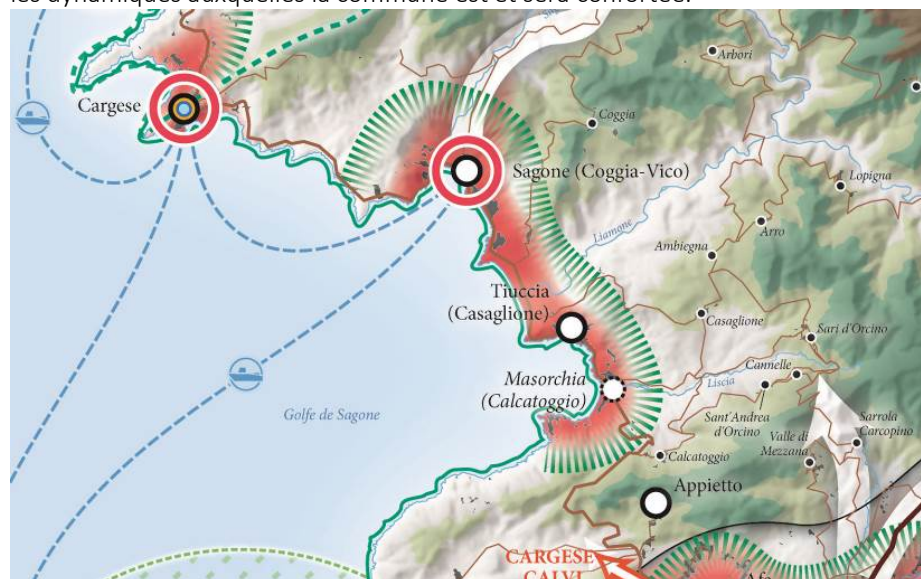 les dynamiques auxquelles la commune est et sera confortée.
Arbori
Cargese
Coggia
Sagone (Coggia-Vico)
Lopigna
Liamone
Arro
Ambiegna
Tiuccia
(Casaglione)
Casaglione
Sari d'Orcino
Masorchia
(Calcatoggio)
Cannelle
Liscia
Golfe de Sagone
Sant'Andrea
d'Orcino
Valle di
Mezzana
Sarrola
Carcopino
Calcatoggio
Appietto
CARGESE
CALVI